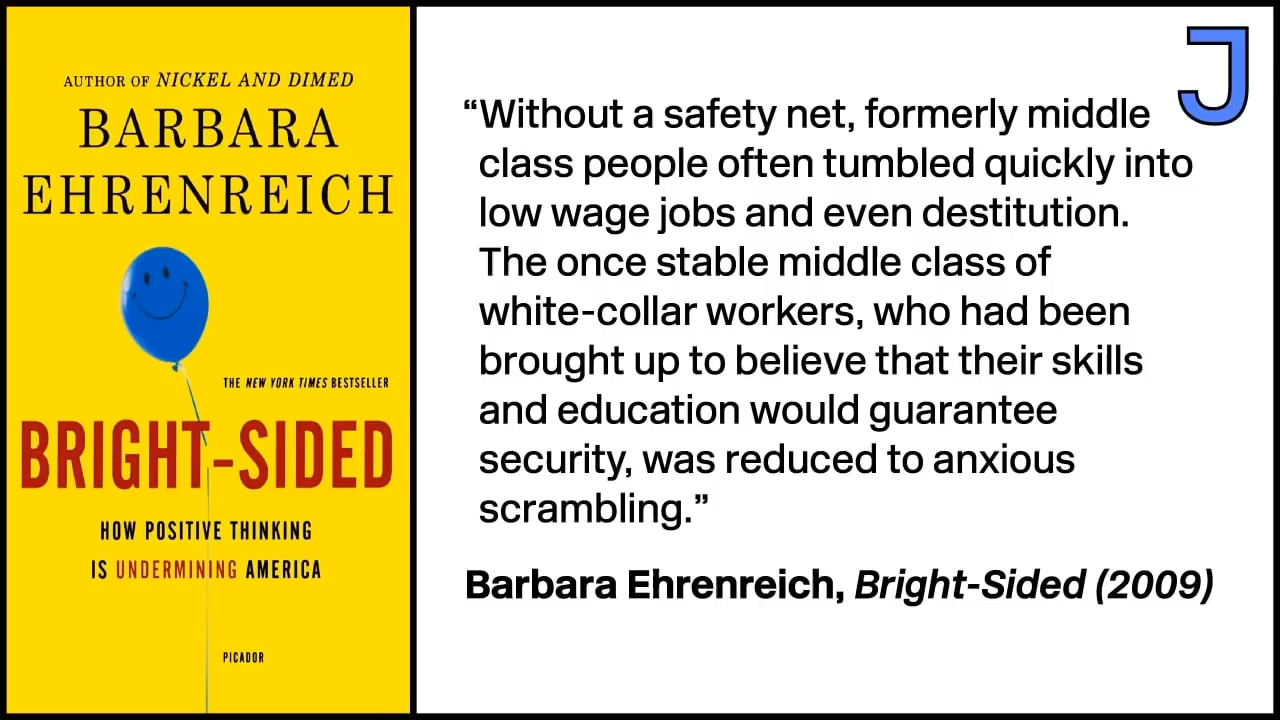 AUTHOR OF NICKEL AND DIMED
BARBARA
EHRENREICH
THE NEW YORK TIMES BESTSELLER
BRIGHT-SIDED
HOW POSITIVE THINKING
IS UNDERMINING AMERICA
PICADOR
J
“Without a safety net, formerly middle
class people often tumbled quickly into
low wage jobs and even destitution.
The once stable middle class of
white-collar workers, who had been
brought up to believe that their skills
and education would guarantee
security, was reduced to anxious
scrambling.”
Barbara Ehrenreich, Bright-Sided (2009)